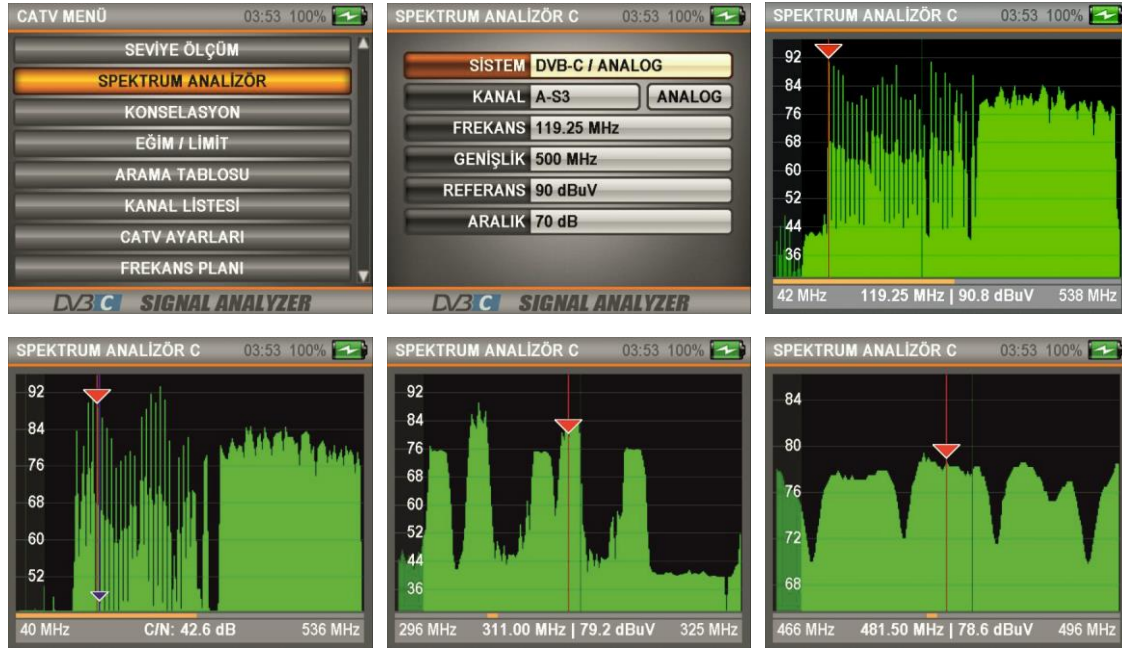 CATV MENÜ 03:53 100%
SEVİYE ÖLÇÜM
SPEKTRUM ANALİZÖR
KONSELASYON
EĞİM / LİMİT
ARAMA TABLOSU
KANAL LİSTESİ
CATV AYARLARI
FREKANS PLANI
DVB C SIGNAL ANALYZER
SPEKTRUM ANALİZÖR C 03:53 100%
SİSTEM DVB-C / ANALOG
KANAL A-S3 ANALOG
FREKANS 119.25 MHz
GENİŞLİK 500 MHz
REFERANS 90 dBuV
ARALIK 70 dB
DVB C SIGNAL ANALYZER
SPEKTRUM ANALİZÖR C 03:53 100%
92
84
76
68
60
52
44
36
42 MHz 119.25 MHz | 90.8 dBuV 538 MHz
SPEKTRUM ANALİZÖR C 03:53 100%
92
84
76
68
60
52
40 MHz C/N: 42.6 dB 536 MHz
SPEKTRUM ANALİZÖR C 03:53 100%
92
84
76
68
60
52
44
36
296 MHz 311.00 MHz | 79.2 dBuV 325 MHz
SPEKTRUM ANALİZÖR C 03:53 100%
84
80
76
72
68
466 MHz 481.50 MHz | 78.6 dBuV 496 MHz